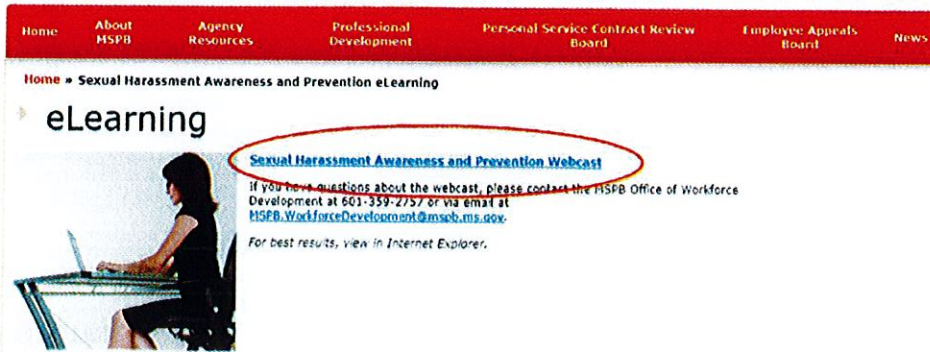 Home
About MSPB
Agency Resources
Professional Development
Personal Service Contract Review Board
Employee Appeals Board
News
Home » Sexual Harassment Awareness and Prevention eLearning
eLearning
Sexual Harassment Awareness and Prevention Webcast
If you have questions about the webcast, please contact the MSPB Office of Workforce
Development at 601-359-2757 or via email at
MSPB.WorkforceDevelopment@mspb.ms.gov.
For best results, view in Internet Explorer.